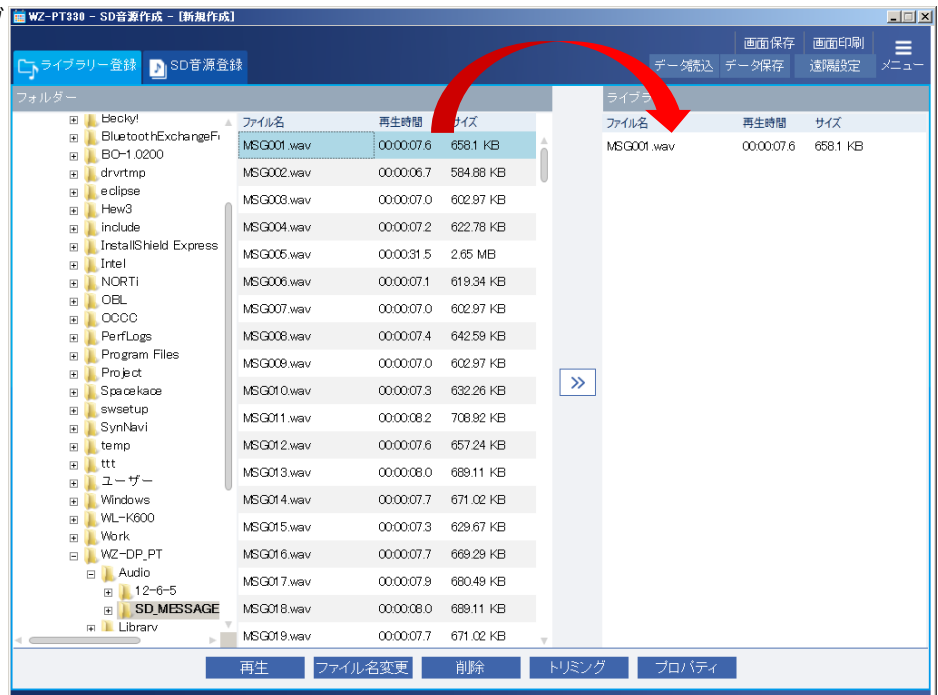 WZ-PT330 - SD音源作成 - [新規作成]
画面保存 画面印刷
ライブラリー登録 SD音源登録 データ読込 データ保存 遠隔設定 メニュー
フォルダー
ファイル名 再生時間 サイズ
ファイル名 再生時間 サイズ
Becky!
BO-1.0200
drvrtmp
eclipse
Hew3
include
InstallShield Express
Intel
NORTi
OBL
OCCC
PerfLogs
Program Files
Project
Spacekace
swsetup
SynNavi
temp
ttt
ユーザー
Windows
WL-K600
Work
WZ-DP_PT
Audio
12-6-5
SD_MESSAGE
Library
MSG001.wav 00:00:07.6 658.1 KB
MSG002.wav 00:00:06.7 584.88 KB
MSG003.wav 00:00:07.0 602.97 KB
MSG004.wav 00:00:07.2 622.78 KB
MSG005.wav 00:00:31.5 2.65 MB
MSG006.wav 00:00:07.1 619.34 KB
MSG007.wav 00:00:07.0 602.97 KB
MSG008.wav 00:00:07.4 642.59 KB
MSG009.wav 00:00:07.0 602.97 KB
MSG010.wav 00:00:07.3 632.26 KB
MSG011.wav 00:00:08.2 708.92 KB
MSG012.wav 00:00:07.6 657.24 KB
MSG013.wav 00:00:08.0 689.11 KB
MSG014.wav 00:00:07.7 671.02 KB
MSG015.wav 00:00:07.3 629.67 KB
MSG016.wav 00:00:07.7 669.29 KB
MSG017.wav 00:00:07.9 680.49 KB
MSG018.wav 00:00:08.0 689.11 KB
MSG019.wav 00:00:07.7 671.02 KB
MSG001.wav 00:00:07.6 658.1 KB
再生 ファイル名変更 削除 トリミング プロパティ